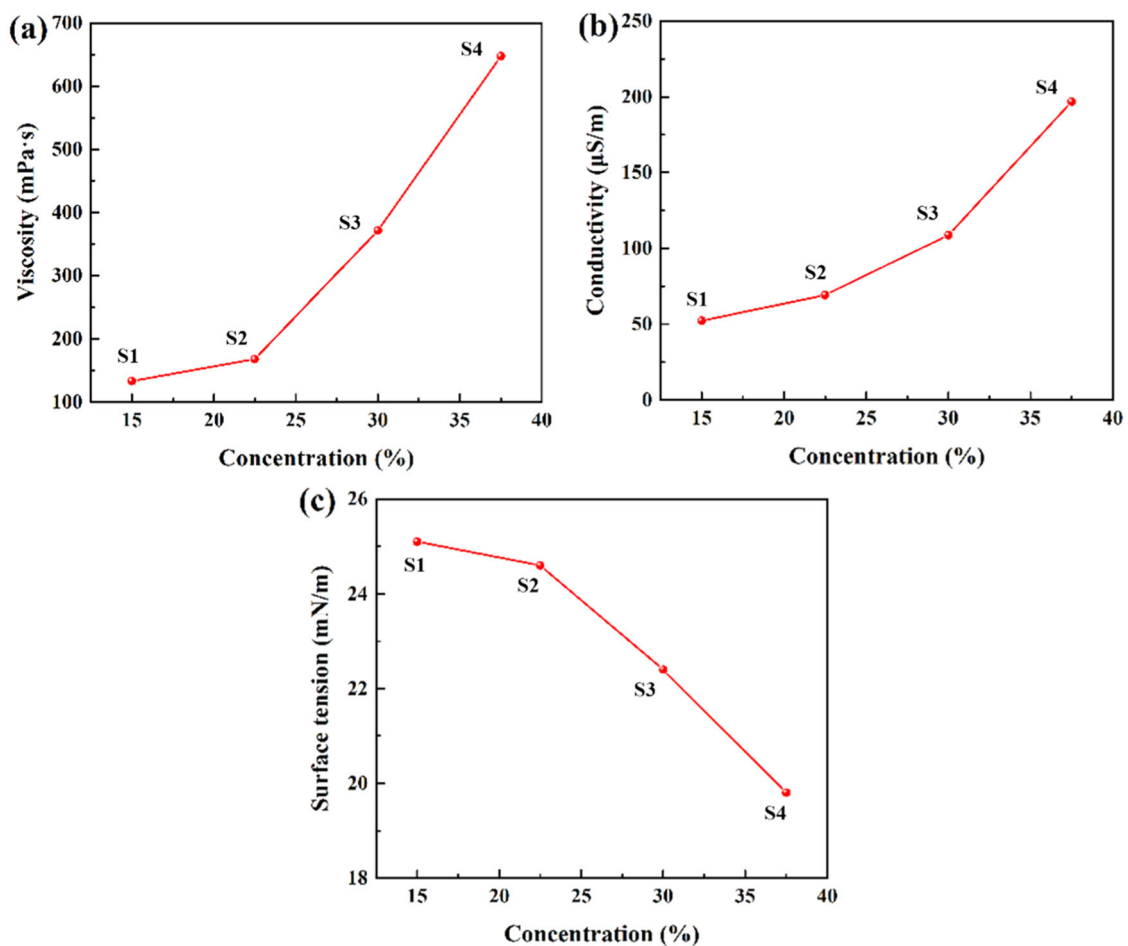 (a)
700
600
500
400
300
200
100
Viscosity (mPa·s)
S1
S2
S3
S4
15 20 25 30 35 40
Concentration (%)
(b)
250
200
150
100
50
0
Conductivity (μS/m)
S1
S2
S3
S4
15 20 25 30 35 40
Concentration (%)
(c)
26
24
22
20
18
Surface tension (mN/m)
S1
S2
S3
S4
15 20 25 30 35 40
Concentration (%)